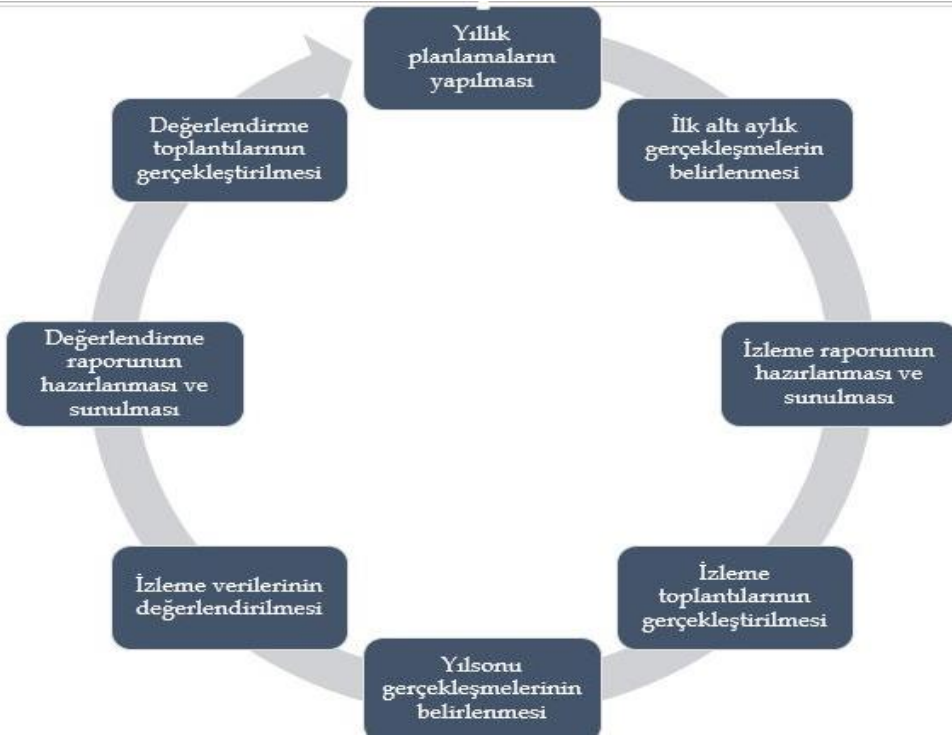 Yıllık
planlamaların
yapılması
İlk altı aylık
gerçekleşmelerin
belirlenmesi
İzleme raporunun
hazırlanması ve
sunulması
İzleme
toplantılarının
gerçekleştirilmesi
Yılsonu
gerçekleşmelerinin
belirlenmesi
İzleme verilerinin
değerlendirilmesi
Değerlendirme
raporunun
hazırlanması ve
sunulması
Değerlendirme
toplantılarının
gerçekleştirilmesi